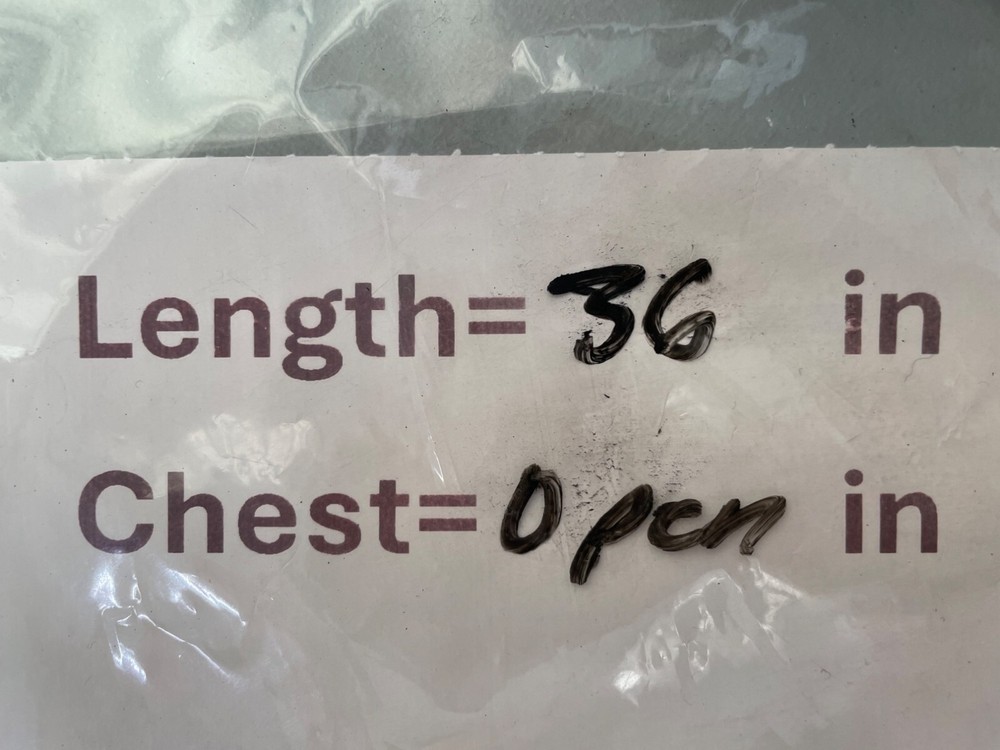 Length= 36 in
Chest= Open in